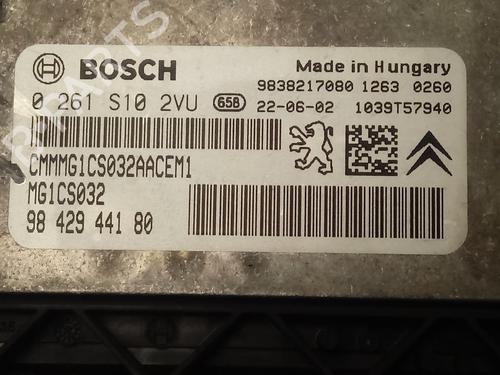 BOSCH
Made in Hungary
9838217080 1263 0260
0 261 S10 2VU 658 22-06-02 1039T57940
CMMMG1CS032AACEM1
MG1CS032
98 429 441 80